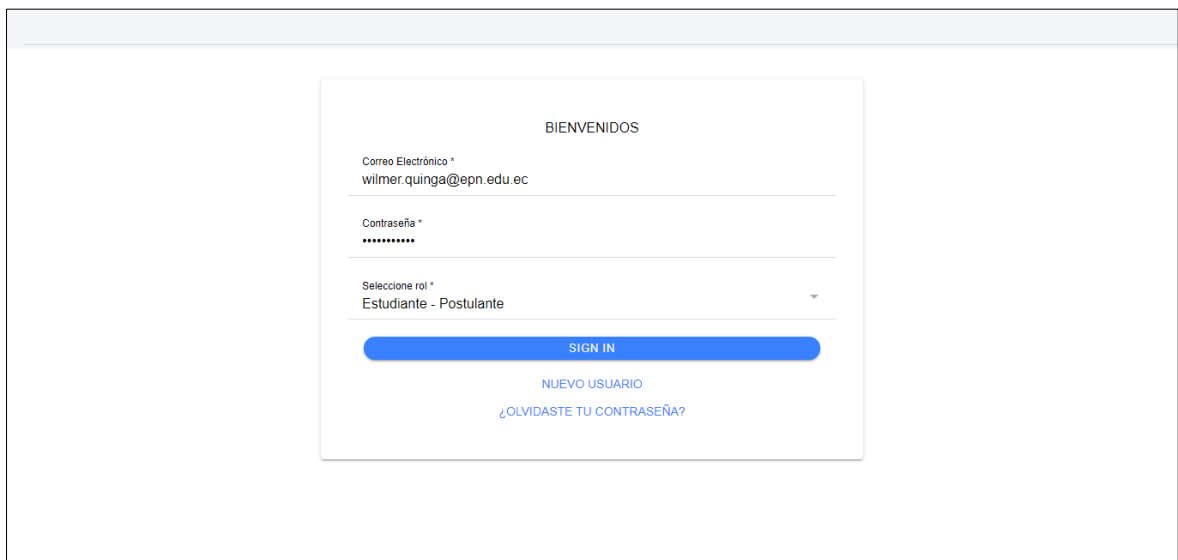 BIENVENIDOS
Correo Electrónico *
wilmer.quinga@epn.edu.ec
Contraseña *
•••••••••••
Seleccione rol *
Estudiante - Postulante
SIGN IN
NUEVO USUARIO
¿OLVIDASTE TU CONTRASEÑA?